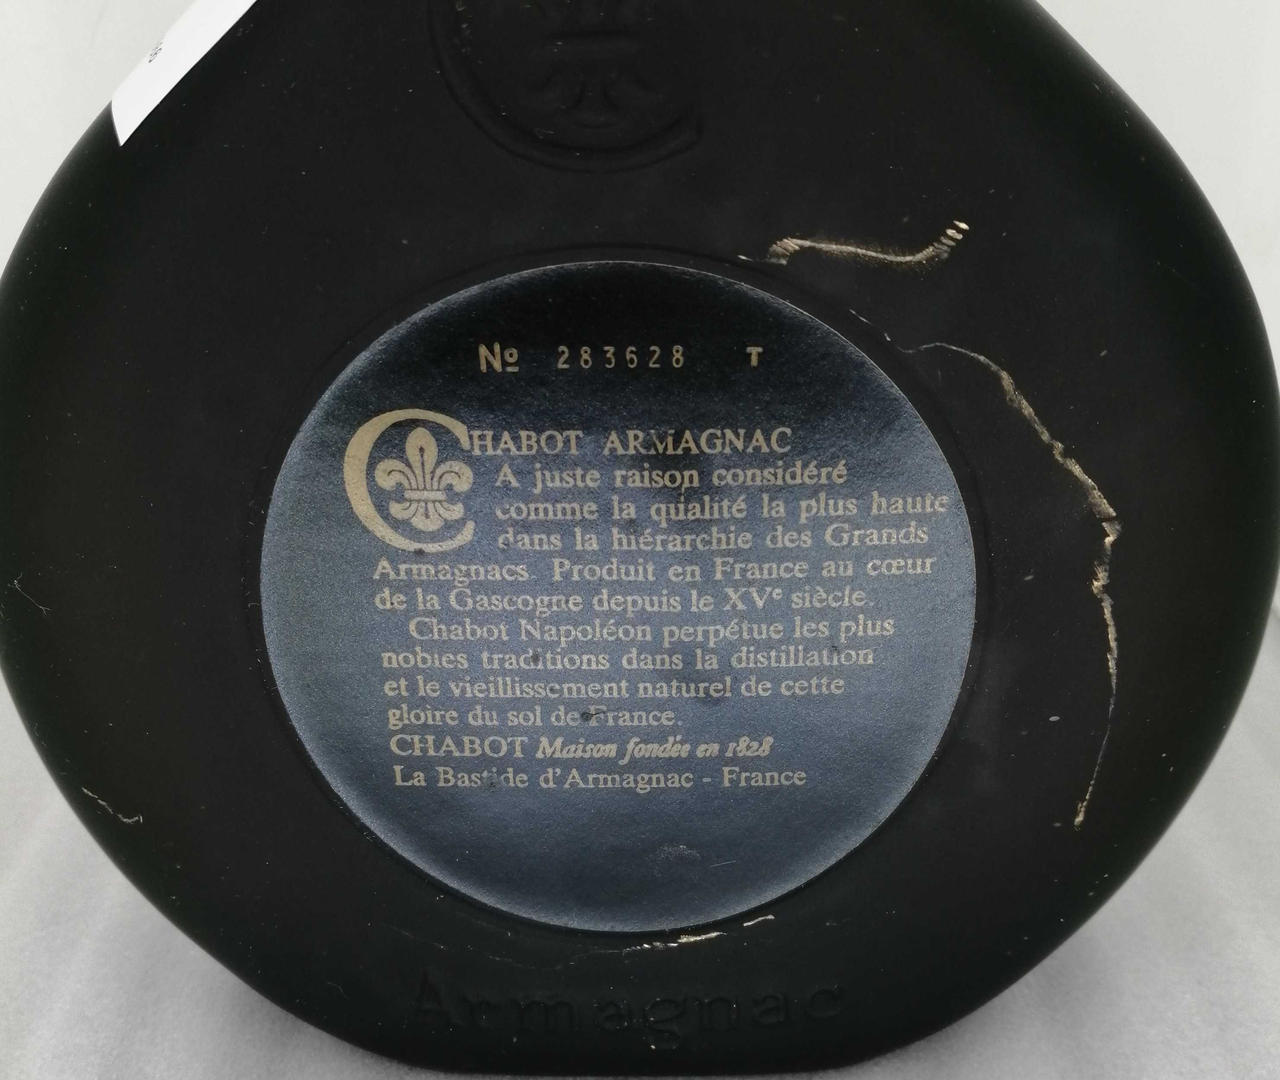 Nº 283628 T
CHABOT ARMAGNAC
A juste raison considéré
comme la qualité la plus haute
dans la hiérarchie des Grands
Armagnacs. Produit en France au cœur
de la Gascogne depuis le XVe siècle.
Chabot Napoléon perpétue les plus
nobles traditions dans la distillation
et le vieillissement naturel de cette
gloire du sol de France.
CHABOT Maison fondée en 1828
La Bastide d'Armagnac - France
Armagnac